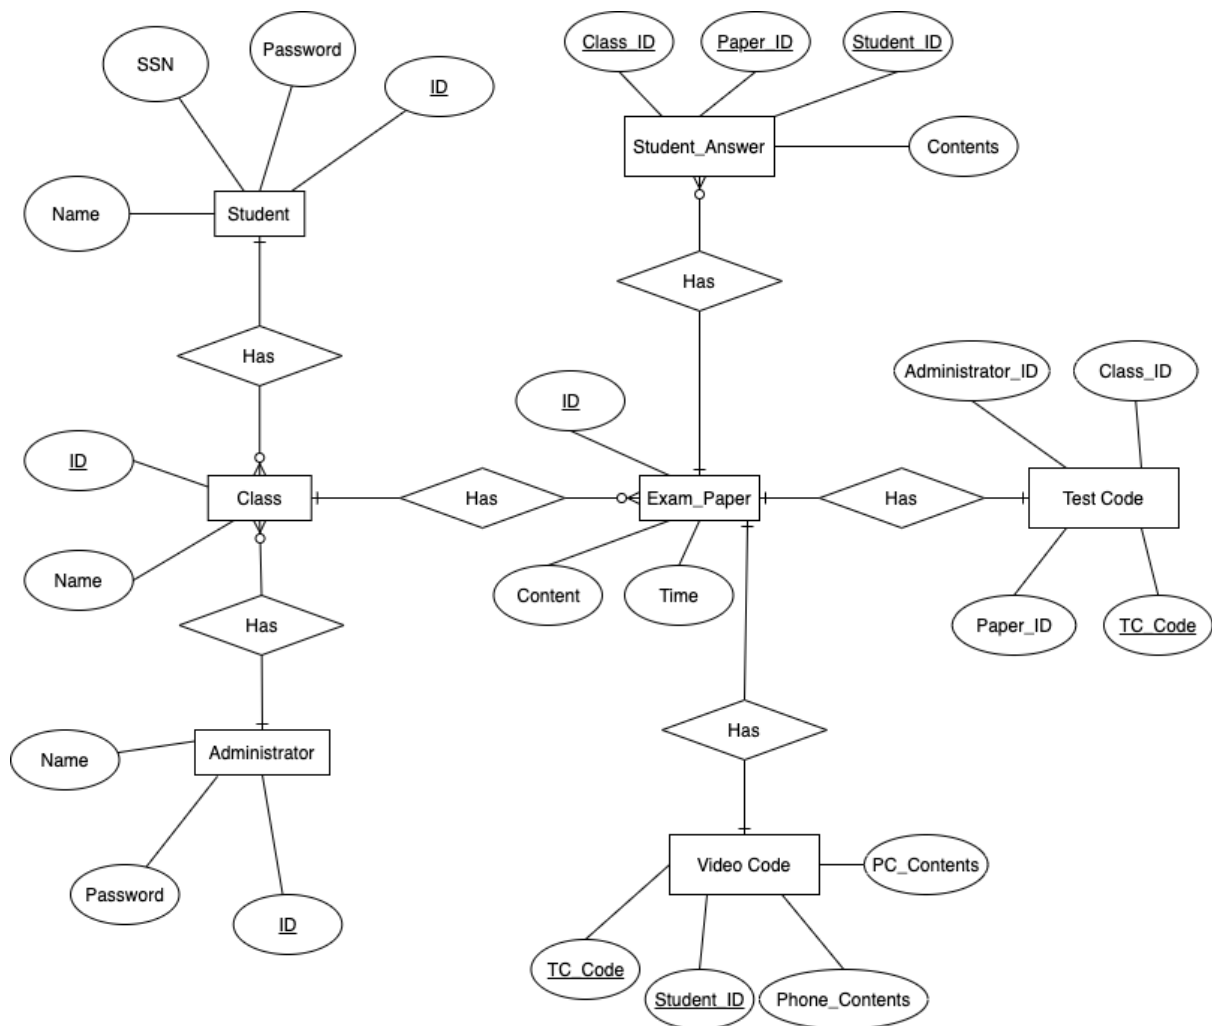 Class_ID
Paper_ID
Student_ID
Password
SSN
ID
Student_Answer
Contents
Name
Student
Has
Has
Administrator_ID
Class_ID
ID
ID
Class
Has
Exam_Paper
Has
Test Code
Name
Content
Time
Has
Paper_ID
TC_Code
Has
Name
Administrator
Video Code
PC_Contents
Password
ID
TC_Code
Student_ID
Phone_Contents